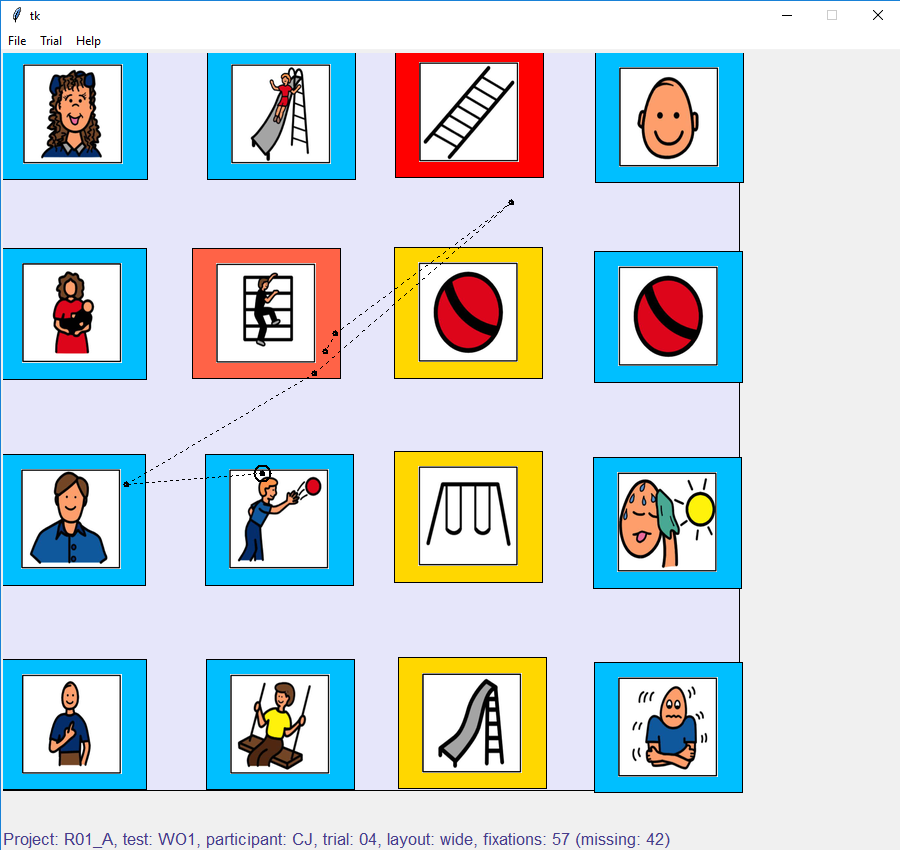 tk
File Trial Help
Project: R01_A, test: WO1, participant: CJ, trial: 04, layout: wide, fixations: 57 (missing: 42)